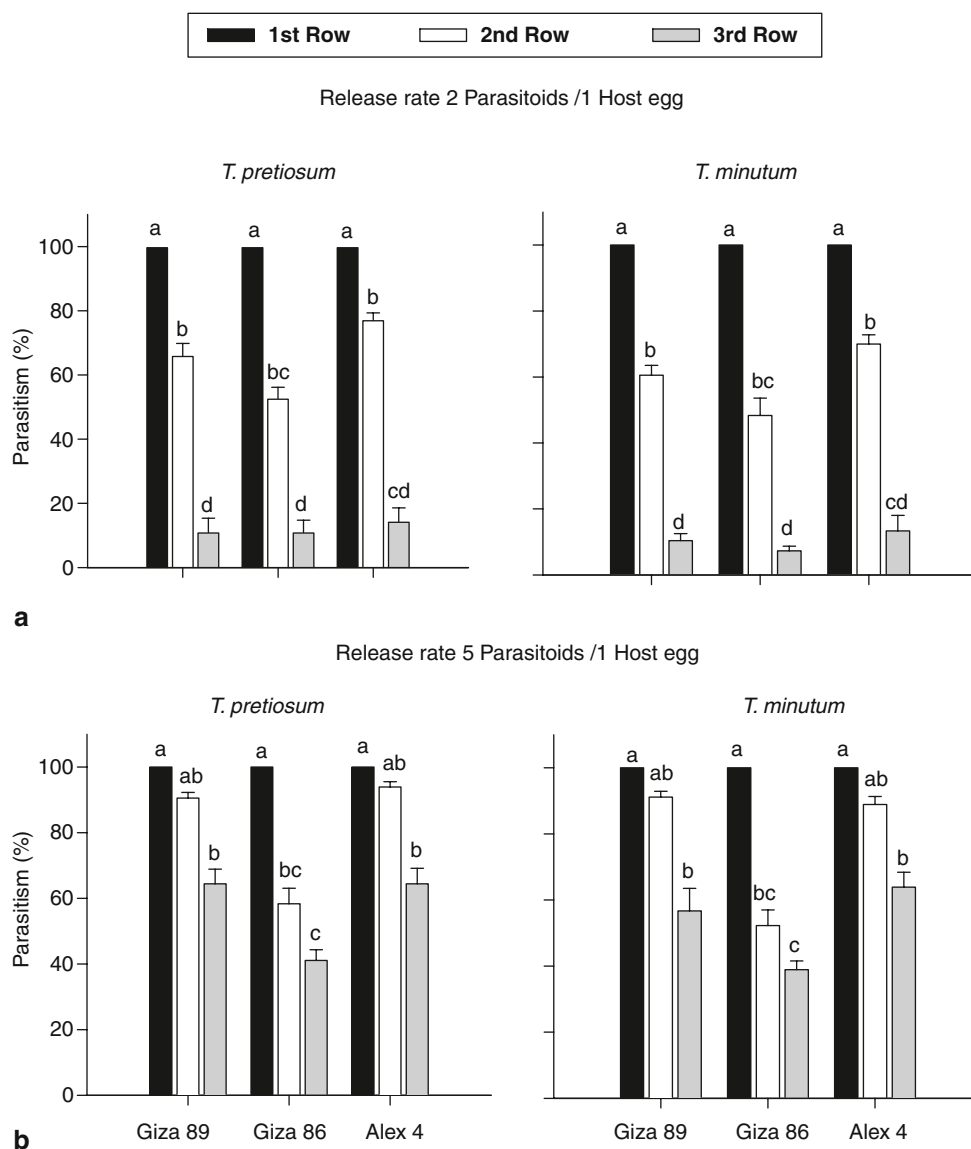 1st Row 2nd Row 3rd Row
Release rate 2 Parasitoids /1 Host egg
T. pretiosum T. minutum
Parasitism (%)
100
80
60
40
20
0
a b d a bc d a b cd
a b d a bc d a b cd
a
Release rate 5 Parasitoids /1 Host egg
T. pretiosum T. minutum
Parasitism (%)
100
80
60
40
20
0
a ab b a bc c a ab b
a ab b a bc c a ab b
Giza 89 Giza 86 Alex 4 Giza 89 Giza 86 Alex 4
b